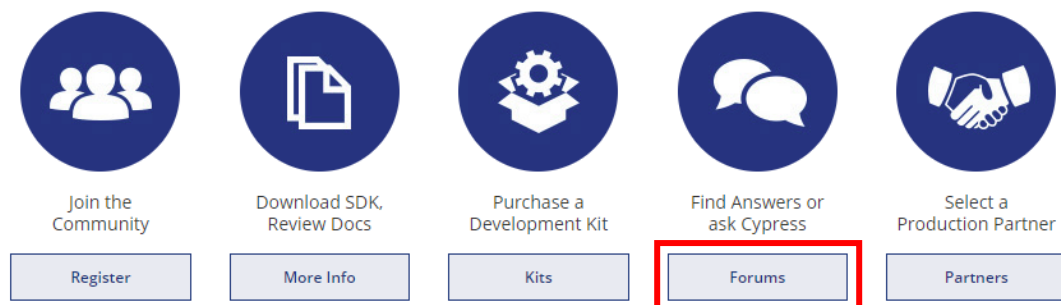 Join the
Community
Download SDK,
Review Docs
Purchase a
Development Kit
Find Answers or
ask Cypress
Select a
Production Partner
Register
More Info
Kits
Forums
Partners